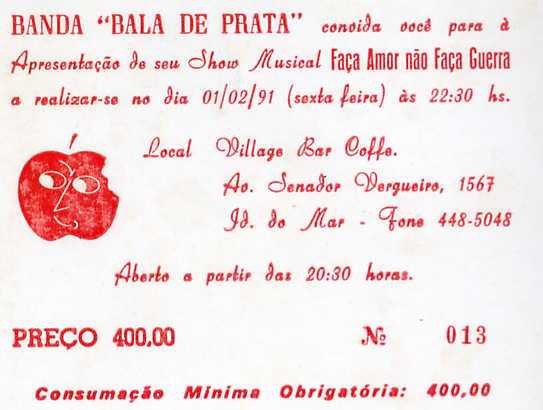 BANDA “BALA DE PRATA” convida você para à
Apresentação de seu Show Musical Faça Amor não Faça Guerra
a realizar-se no dia 01/02/91 (sexta feira) às 22:30 hs.
Local Village Bar Coffe.
Av. Senador Vergueiro, 1567
Jd. do Mar - Fone 448-5048
Aberto a partir das 20:30 horas.
PREÇO 400,00 Nº 013
Consumação Mínima Obrigatória: 400,00